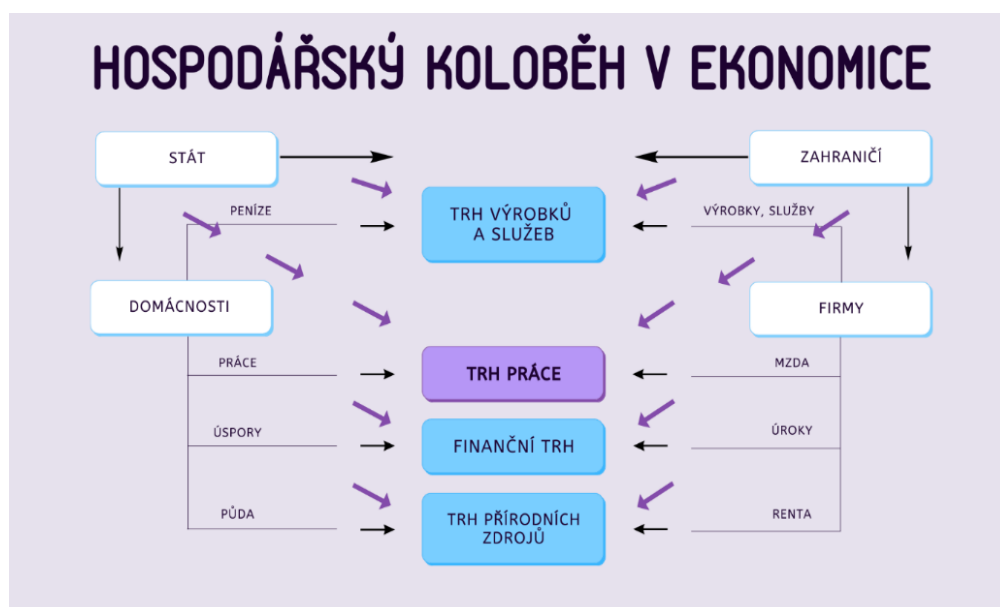 HOSPODÁŘSKÝ KOLOBĚH V EKONOMICE
STÁT
ZAHRANIČÍ
PENÍZE
TRH VÝROBKŮ
A SLUŽEB
VÝROBKY, SLUŽBY
DOMÁCNOSTI
FIRMY
PRÁCE
TRH PRÁCE
MZDA
ÚSPORY
FINANČNÍ TRH
ÚROKY
PŮDA
TRH PŘÍRODNÍCH
ZDROJŮ
RENTA